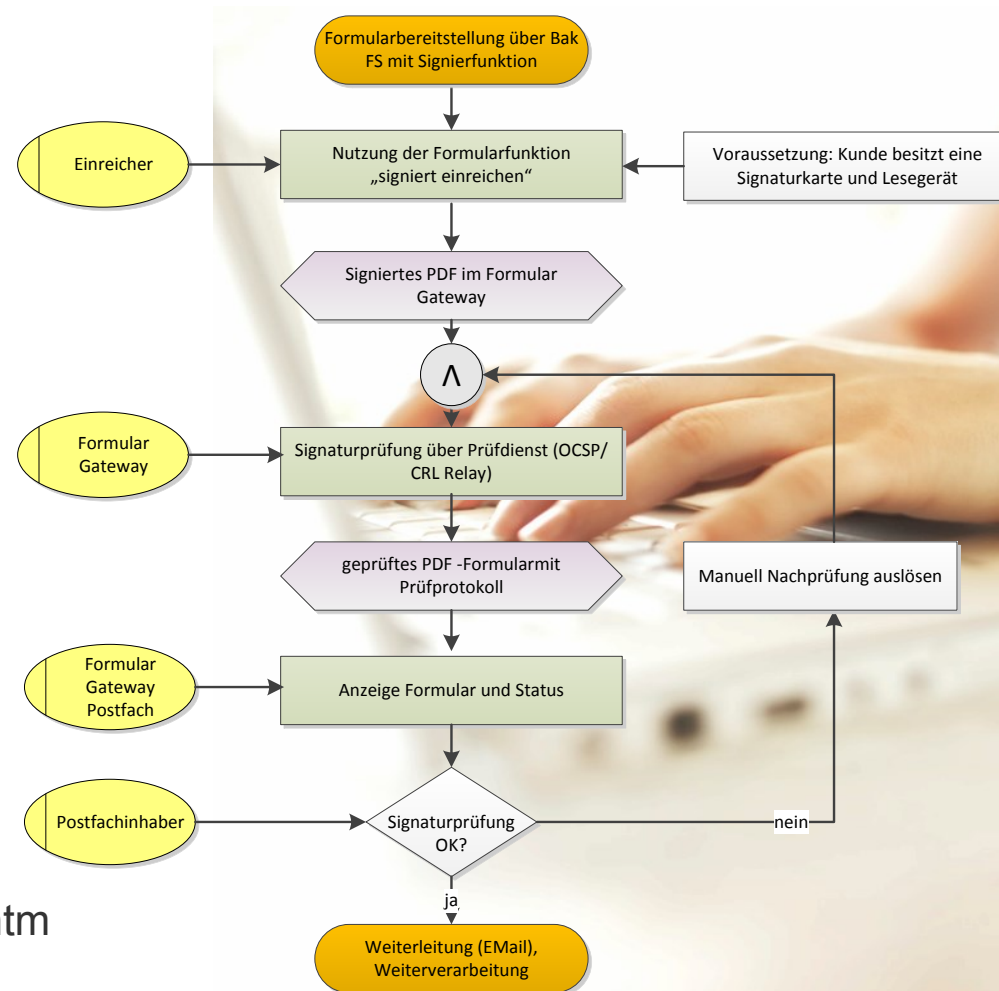 Formularbereitstellung über Bak
FS mit Signierfunktion
Einreicher
Nutzung der Formularfunktion
„signiert einreichen“
Voraussetzung: Kunde besitzt eine
Signaturkarte und Lesegerät
Signiertes PDF im Formular
Gateway
Λ
Formular
Gateway
Signaturprüfung über Prüfdienst (OCSP/
CRL Relay)
geprüftes PDF -Formularmit
Prüfprotokoll
Manuell Nachprüfung auslösen
Formular
Gateway
Postfach
Anzeige Formular und Status
Postfachinhaber
Signaturprüfung
OK?
nein
ja
Weiterleitung (EMail),
Weiterverarbeitung